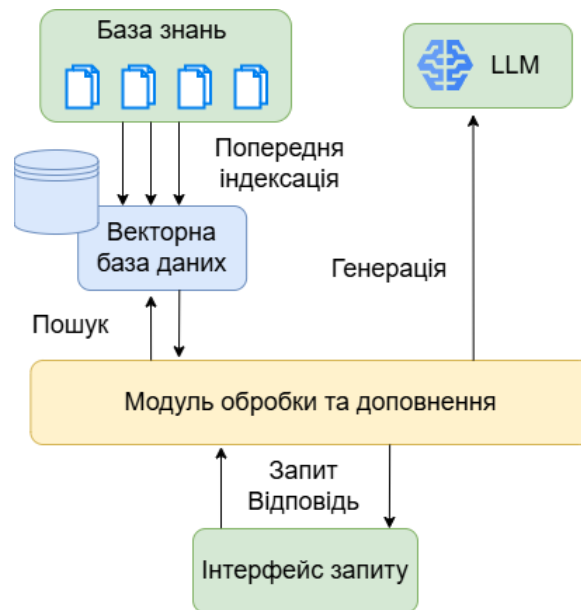 База знань
LLM
Попередня
індексація
Векторна
база даних
Генерація
Пошук
Модуль обробки та доповнення
Запит
Відповідь
Інтерфейс запиту